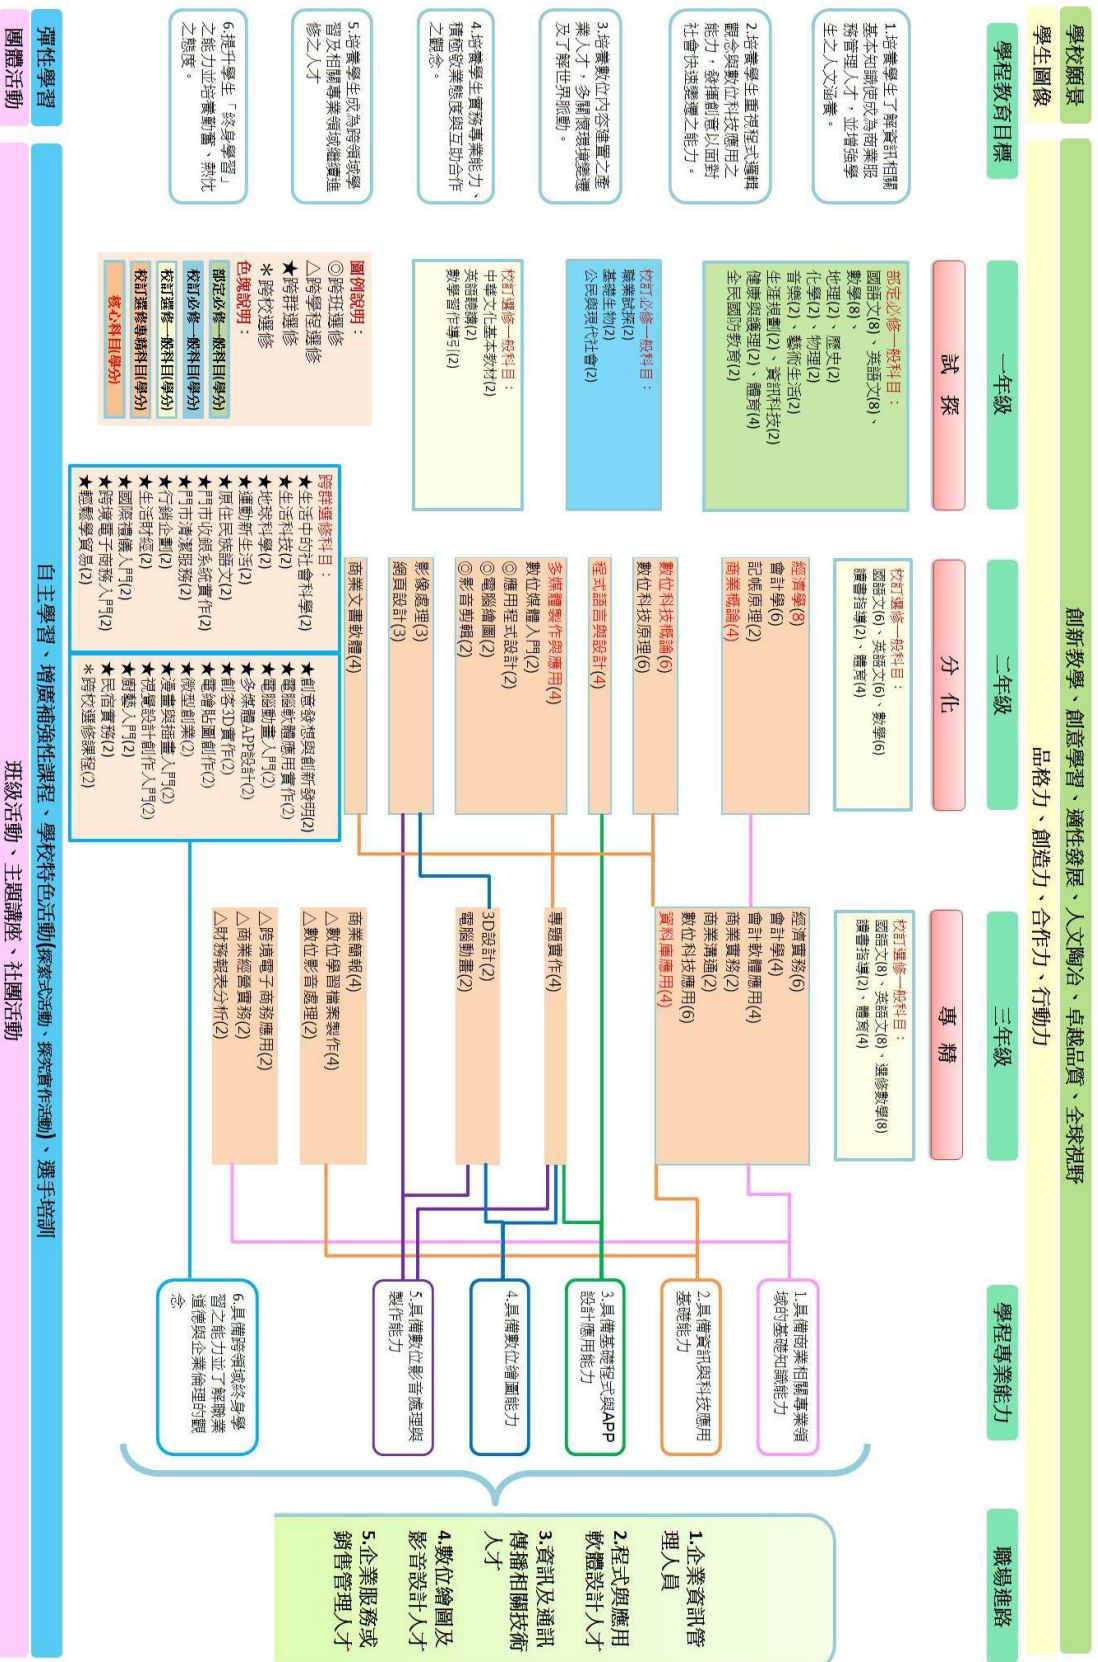 學校願景
創新教學、創意學習、適性發展、人文陶冶、卓越品質、全球視野
學生圖像
品格力、創造力、合作力、行動力
學程教育目標
一年級
二年級
三年級
學程專業能力
職場進路
試 探
分 化
專 精
1.培養學生了解資訊相關
基本知識使成為商業服
務管理人才，並增強學
生之人文涵養。
2.培養學生重視程式邏輯
觀念與數位科技應用之
能力，發揮創意以面對
社會快速變遷之能力。
3.培養數位內容建置之產
業人才，多關懷環境變遷
及了解世界脈動。
4.培養學生實務專業能力、
積極敬業態度與互助合作
之觀念。
5.培養學生成為跨領域學
習及相關專業領域繼續進
修之人才
6.提升學生「終身學習」
之能力並培養勤奮、熱忱
之態度。
部定必修一般科目：
國語文(8)、英語文(8)、
數學(8)、
地理(2)、歷史(2)
化學(2)、物理(2)
音樂(2)、藝術生活(2)
生涯規劃(2)、資訊科技(2)
健康與護理(2)、體育(4)
全民國防教育(2)
校訂必修一般科目：
職業試探(2)
基礎生物(2)
公民與現代社會(2)
校訂選修一般科目：
中華文化基本教材(2)
英語聽講(2)
數學習作導引(2)
圖例說明：
◎跨班選修
△跨學程選修
★跨群選修
＊跨校選修
色塊說明：
部定必修一般科目(學分)
校訂必修一般科目(學分)
校訂選修一般科目(學分)
校訂選修專精科目(學分)
核心科目(學分)
校訂選修一般科目：
國語文(6)、英語文(6)、數學(6)
讀書指導(2)、體育(4)
經濟學(8)
會計學(6)
記帳原理(2)
商業概論(4)
數位科技概論(6)
數位科技原理(6)
程式語言與設計(4)
多媒體製作與應用(4)
數位媒體入門(2)
◎應用程式設計(2)
◎電腦繪圖(2)
◎影音剪輯(2)
影像處理(3)
網頁設計(3)
商業文書軟體(4)
跨群選修科目：
★生活中的社會科學(2)
★生活科技(2)
★地球科學(2)
★運動新生活(2)
★原住民族語文(2)
★門市收銀系統實作(2)
★門市清潔服務(2)
★行銷企劃(2)
★生活財經(2)
★國際禮儀入門(2)
★跨境電子商務入門(2)
★輕鬆學貿易(2)
★創意發想與創新發明(2)
★電腦軟體應用實作(2)
★電腦動畫入門(2)
★多媒體APP設計(2)
★創客3D實作(2)
★電繪貼圖創作(2)
★微型創業(2)
★漫畫與插畫入門(2)
★視覺設計創作入門(2)
★廚藝入門(2)
★民宿實務(2)
＊跨校選修課程(2)
校訂選修一般科目：
國語文(8)、英語文(8)、選修數學(8)
讀書指導(2)、體育(4)
經濟實務(6)
會計學(4)
會計軟體應用(4)
商業實務(2)
商業溝通(2)
數位科技應用(6)
資料庫應用(4)
專題實作(4)
3D設計(2)
電腦動畫(2)
商業簡報(4)
△數位學習檔案製作(4)
△數位影音處理(2)
△跨境電子商務應用(2)
△商業經營實務(2)
△財務報表分析(2)
1.具備商業相關專業領
域的基礎知識能力
2.具備資訊與科技應用
基礎能力
3.具備基礎程式與APP
設計應用能力
4.具備數位繪圖能力
5.具備數位影音處理與
製作能力
6.具備跨領域終身學
習之能力並了解職業
道德與企業倫理的觀
念
1.企業資訊管
理人員
2.程式與應用
軟體設計人才
3.資訊及通訊
傳播相關技術
人才
4.數位繪圖及
影音設計人才
5.企業服務或
銷售管理人才
彈性學習
自主學習、增廣補強性課程、學校特色活動(探索式活動、探究實作活動)、選手培訓
團體活動
班級活動、主題講座、社團活動